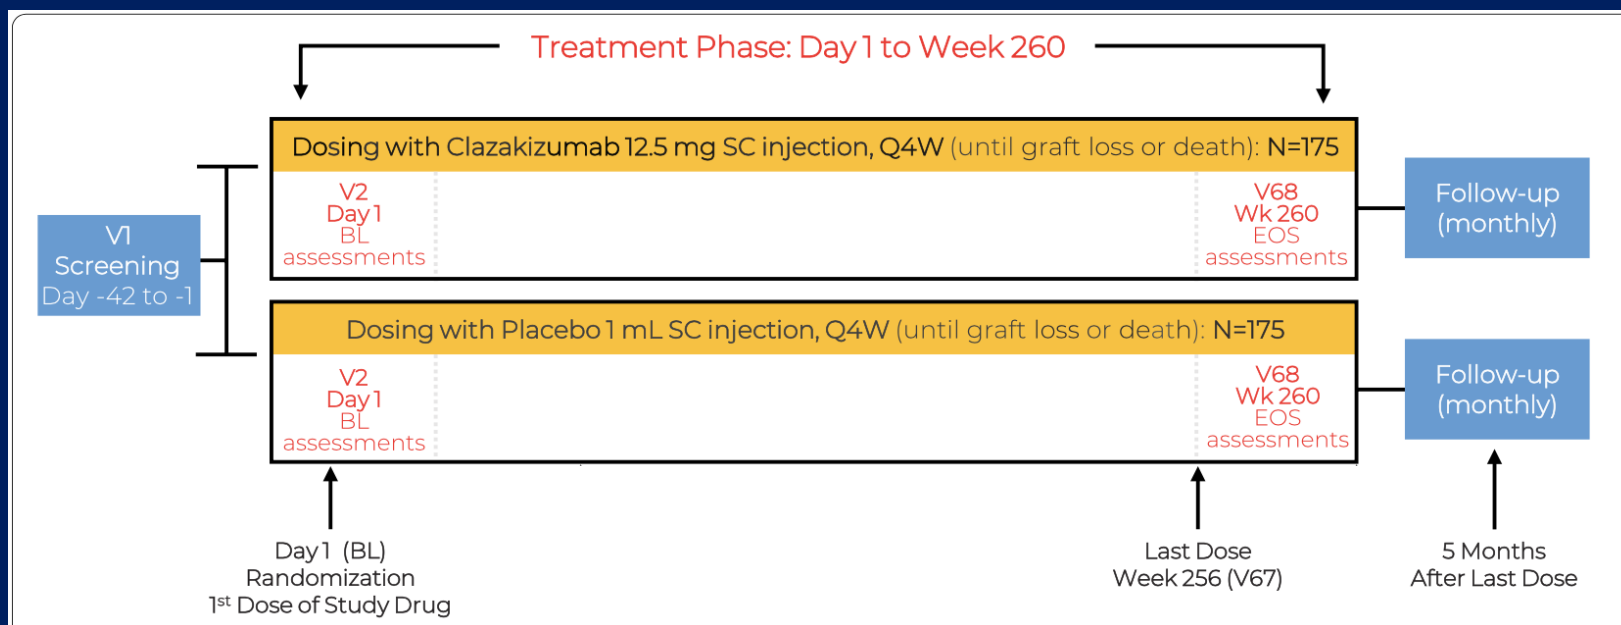 Treatment Phase: Day 1 to Week 260
Dosing with Clazakizumab 12.5 mg SC injection, Q4W (until graft loss or death): N=175
V2
Day 1
BL
assessments
V68
Wk 260
EOS
assessments
Follow-up
(monthly)
V1
Screening
Day -42 to -1
Dosing with Placebo 1 mL SC injection, Q4W (until graft loss or death): N=175
V2
Day 1
BL
assessments
V68
Wk 260
EOS
assessments
Follow-up
(monthly)
Day 1 (BL)
Randomization
1st Dose of Study Drug
Last Dose
Week 256 (V67)
5 Months
After Last Dose